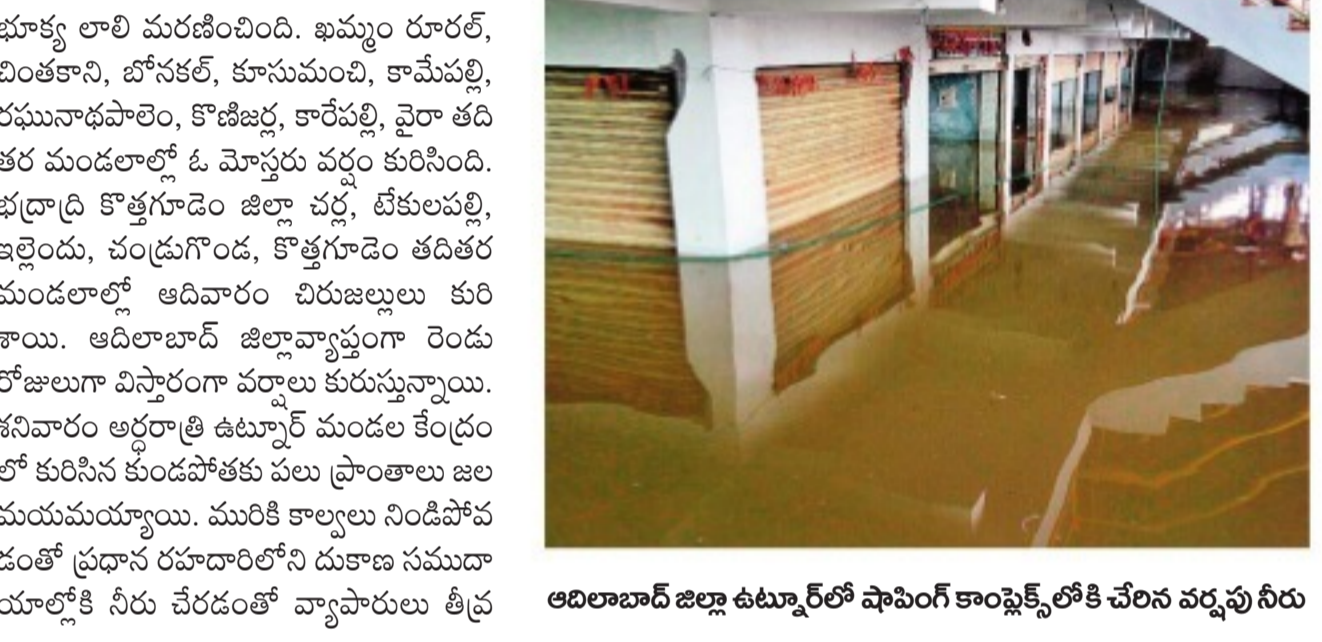 భూక్య లాలి మరణించింది. ఖమ్మం రూరల్,
చింతకాని, బోనకల్, కూసుమంచి, కామేపల్లి,
రఘునాథపాలెం, కొణిజర్ల, కారేపల్లి, వైరా తది
తర మండలాల్లో ఓ మోస్తరు వర్షం కురిసింది.
భద్రాద్రి కొత్తగూడెం జిల్లా చర్ల, టేకులపల్లి,
ఇల్లెందు, చండ్రుగొండ, కొత్తగూడెం తదితర
మండలాల్లో ఆదివారం చిరుజల్లులు కురి
శాయి. ఆదిలాబాద్ జిల్లావ్యాప్తంగా రెండు
రోజులుగా విస్తారంగా వర్షాలు కురుస్తున్నాయి.
శనివారం అర్ధరాత్రి ఉట్నూర్ మండల కేంద్రం
లో కురిసిన కుండపోతకు పలు ప్రాంతాలు జల
మయమయ్యాయి. మురికి కాల్వలు నిండిపోవ
డంతో ప్రధాన రహదారిలోని దుకాణ సముదా
యాల్లోకి నీరు చేరడంతో వ్యాపారులు తీవ్ర
ఆదిలాబాద్ జిల్లా ఉట్నూర్‌లో షాపింగ్ కాంప్లెక్స్‌లోకి చేరిన వర్షపు నీరు